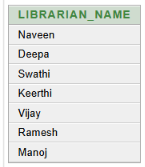 LIBRARIAN_NAME
Naveen
Deepa
Swathi
Keerthi
Vijay
Ramesh
Manoj